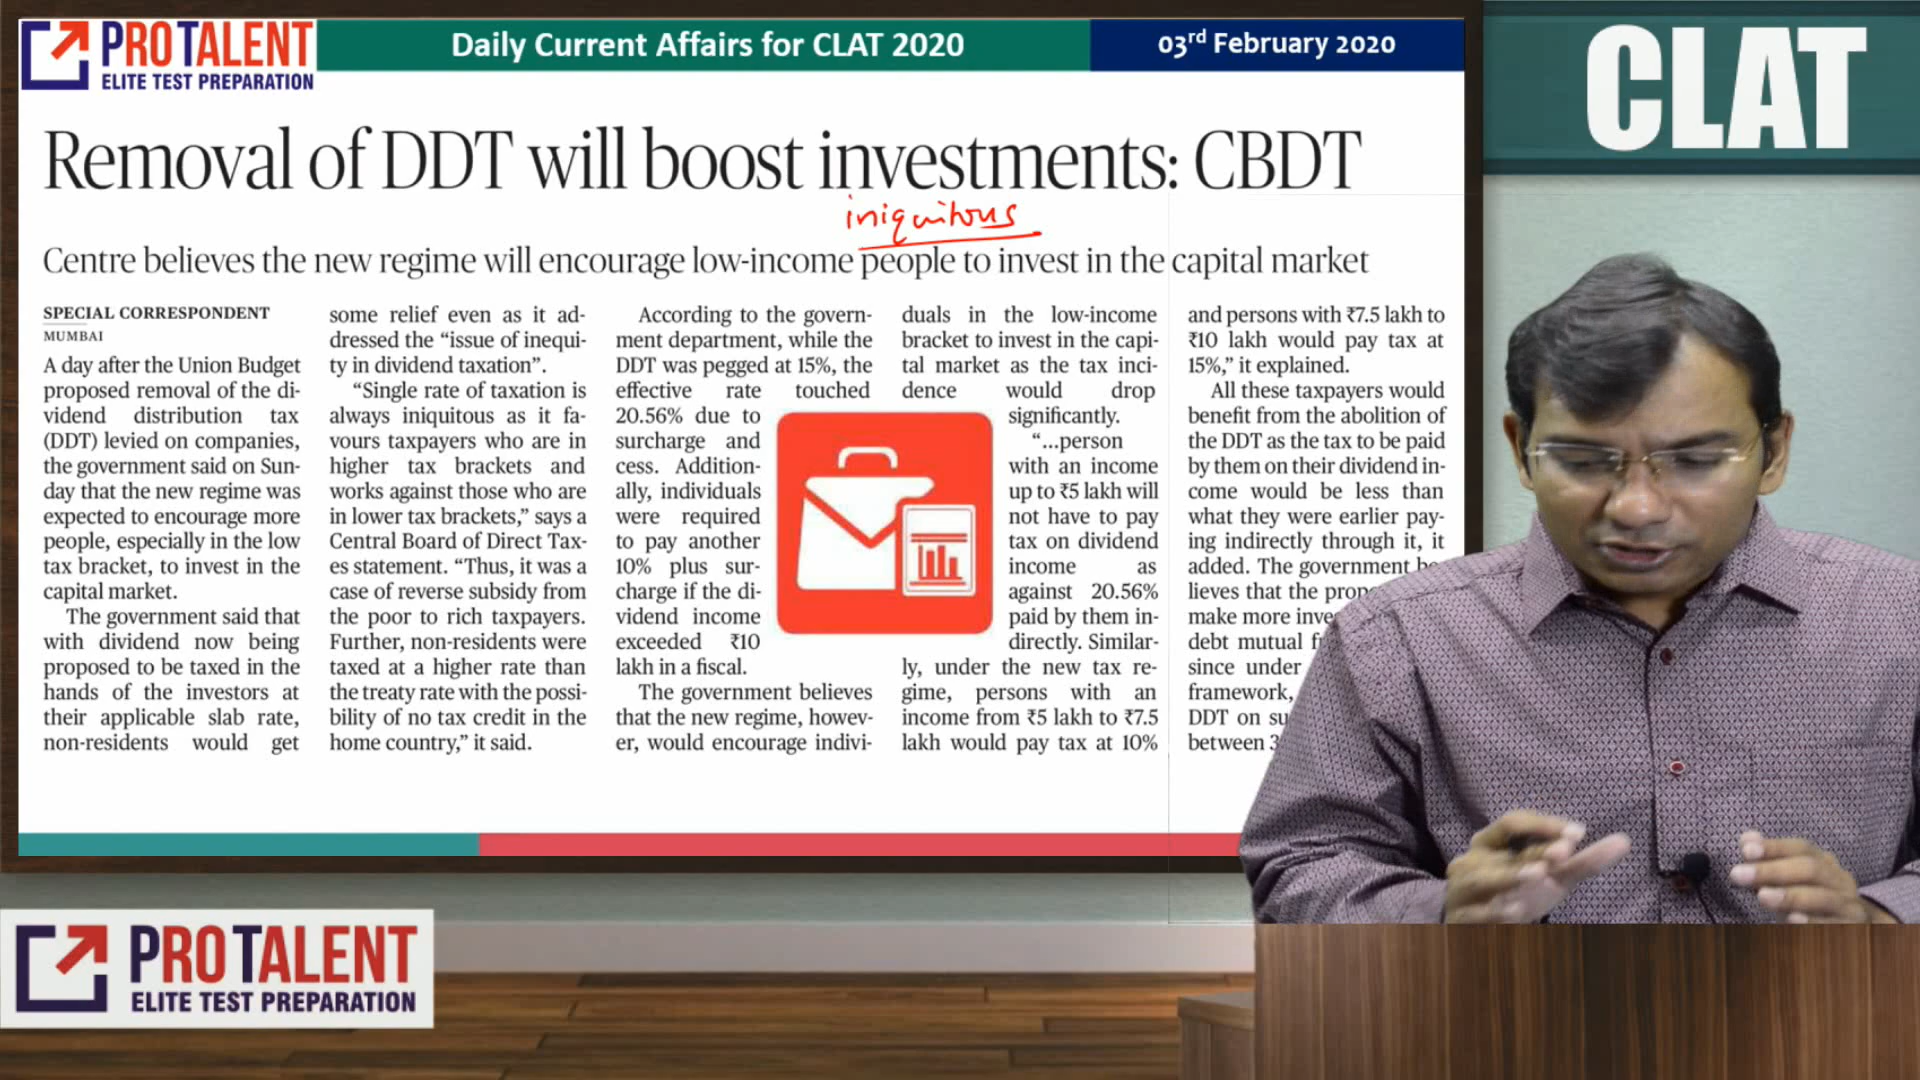 PROTALENT
ELITE TEST PREPARATION
Daily Current Affairs for CLAT 2020
03rd February 2020
CLAT
Removal of DDT will boost investments: CBDT
iniquitous
Centre believes the new regime will encourage low-income people to invest in the capital market
SPECIAL CORRESPONDENT
MUMBAI
A day after the Union Budget
proposed removal of the di-
vidend distribution tax
(DDT) levied on companies,
the government said on Sun-
day that the new regime was
expected to encourage more
people, especially in the low
tax bracket, to invest in the
capital market.
The government said that
with dividend now being
proposed to be taxed in the
hands of the investors at
their applicable slab rate,
non-residents would get
some relief even as it ad-
dressed the “issue of inequi-
ty in dividend taxation”.
“Single rate of taxation is
always iniquitous as it fa-
vours taxpayers who are in
higher tax brackets and
works against those who are
in lower tax brackets,” says a
Central Board of Direct Tax-
es statement. “Thus, it was a
case of reverse subsidy from
the poor to rich taxpayers.
Further, non-residents were
taxed at a higher rate than
the treaty rate with the possi-
bility of no tax credit in the
home country,” it said.
According to the govern-
ment department, while the
DDT was pegged at 15%, the
effective rate touched
20.56% due to
surcharge and
cess. Addition-
ally, individuals
were required
to pay another
10% plus sur-
charge if the di-
vidend income
exceeded ₹10
lakh in a fiscal.
The government believes
that the new regime, howev-
er, would encourage indivi-
duals in the low-income
bracket to invest in the capi-
tal market as the tax inci-
dence would drop
significantly.
“...person
with an income
up to ₹5 lakh will
not have to pay
tax on dividend
income as
against 20.56%
paid by them in-
directly. Similar-
ly, under the new tax re-
gime, persons with an
income from ₹5 lakh to ₹7.5
lakh would pay tax at 10%
and persons with ₹7.5 lakh to
₹10 lakh would pay tax at
15%,” it explained.
All these taxpayers would
benefit from the abolition of
the DDT as the tax to be paid
by them on their dividend in-
come would be less than
what they were earlier pay-
ing indirectly through it, it
added. The government
lieves that the
make more
debt mutual
since under
framework,
DDT on
between
PROTALENT
ELITE TEST PREPARATION